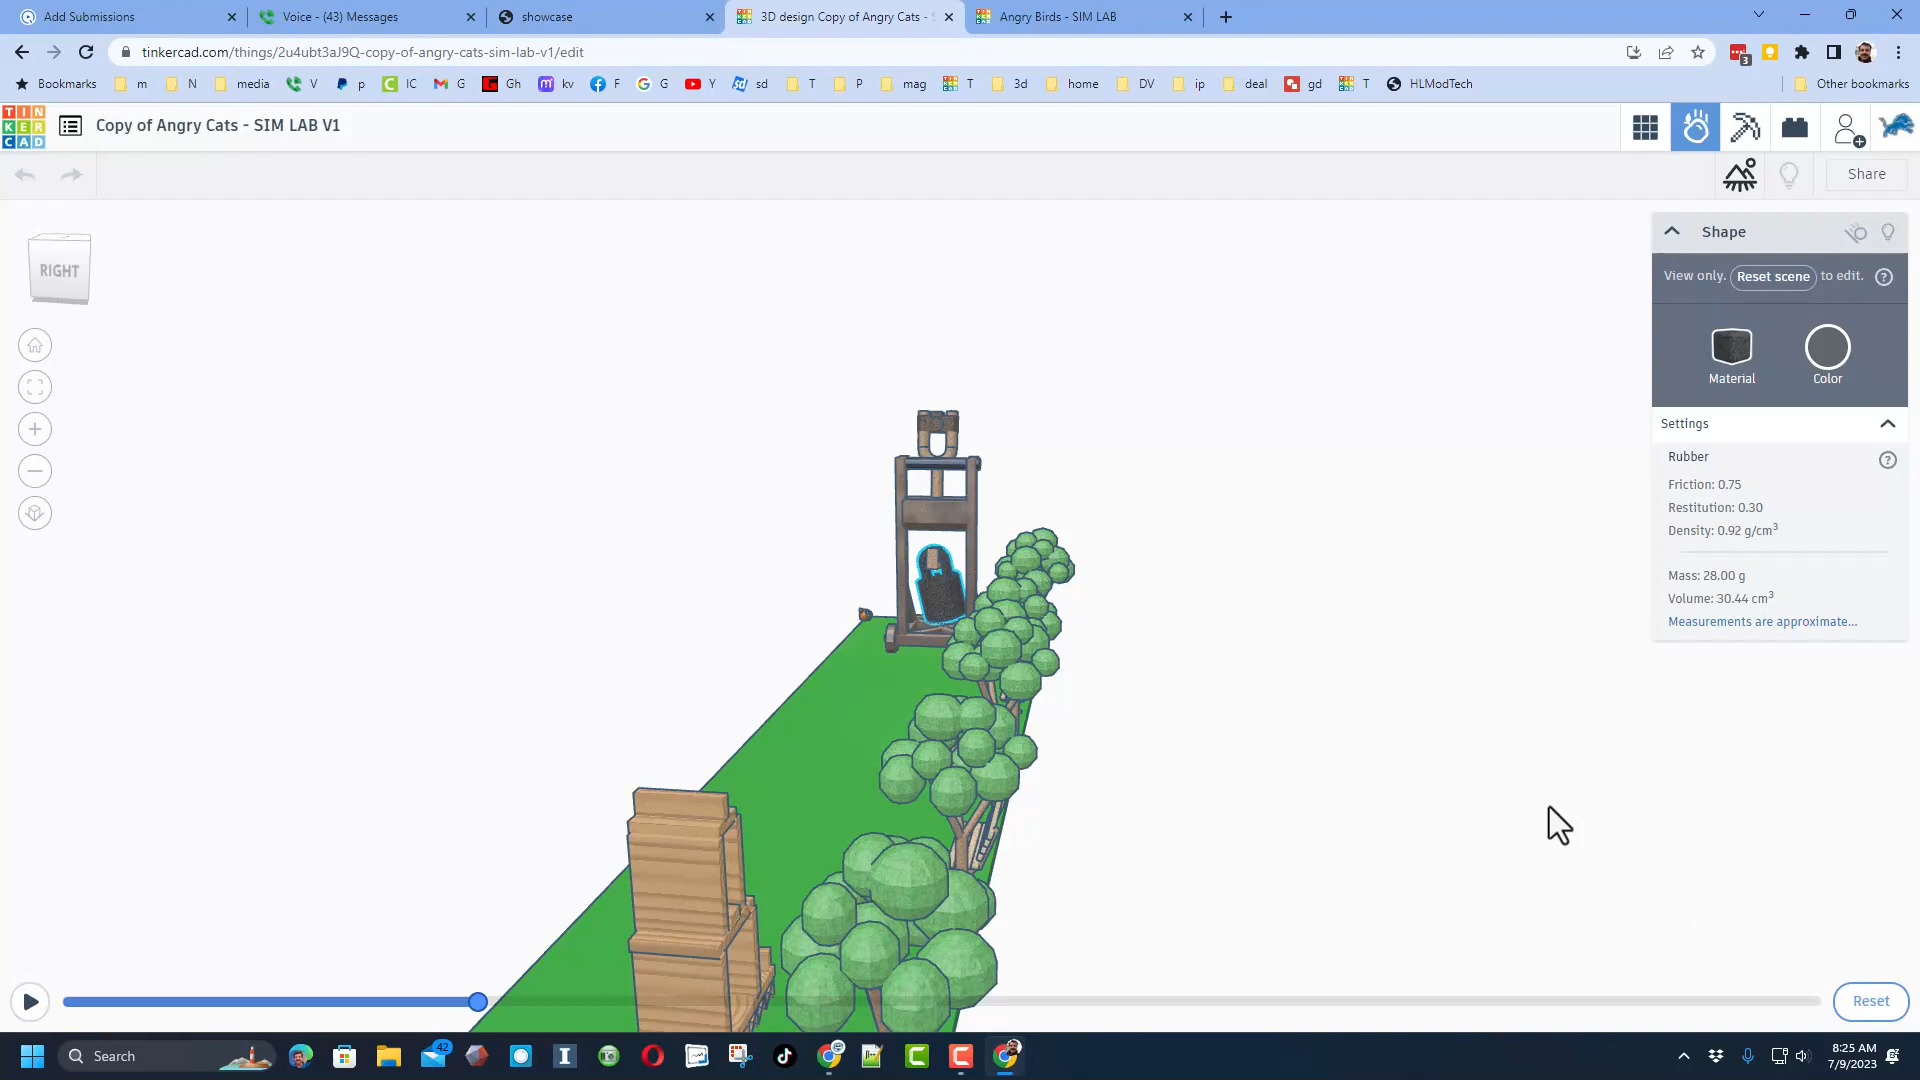 Add Submissions
Voice - (43) Messages
showcase
3D design Copy of Angry Cats -
Angry Birds - SIM LAB
tinkercad.com/things/2u4ubt3aJ9Q-copy-of-angry-cats-sim-lab-v1/edit
3
Bookmarks
m
N
media
V
p
IC
G
Gh
kv
F
G
Y
sd
T
P
mag
T
3d
home
DV
ip
deal
gd
T
HLModTech
Other bookmarks
TIN
KER
CAD
Copy of Angry Cats - SIM LAB V1
Share
RIGHT
Shape
View only. Reset scene to edit.
Material
Color
Settings
Rubber
Friction: 0.75
Restitution: 0.30
Density: 0.92 g/cm³
Mass: 28.00 g
Volume: 30.44 cm³
Measurements are approximate...
Reset
Search
42
8:25 AM
7/9/2023